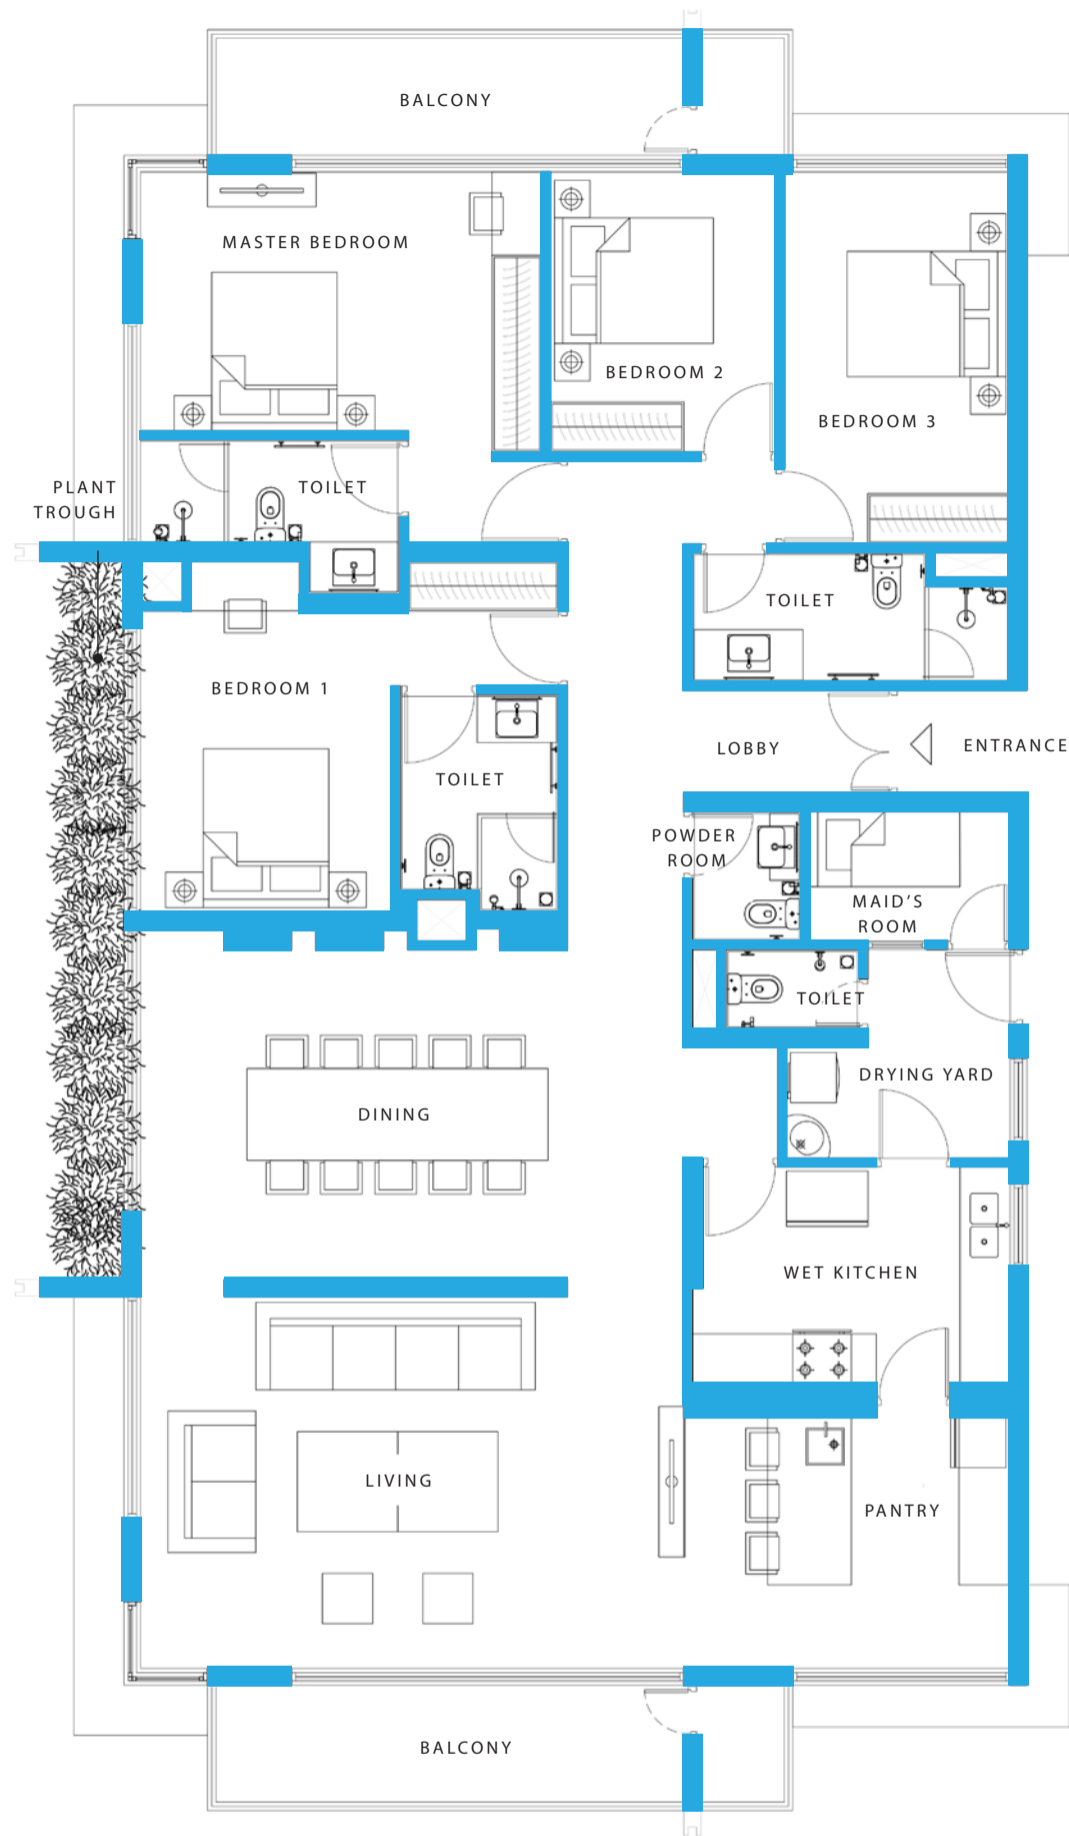 BALCONY
MASTER BEDROOM
BEDROOM 2
BEDROOM 3
PLANT
TROUGH
TOILET
TOILET
BEDROOM 1
LOBBY
ENTRANCE
TOILET
POWDER
ROOM
MAID'S
ROOM
TOILET
DRYING YARD
DINING
WET KITCHEN
LIVING
PANTRY
BALCONY